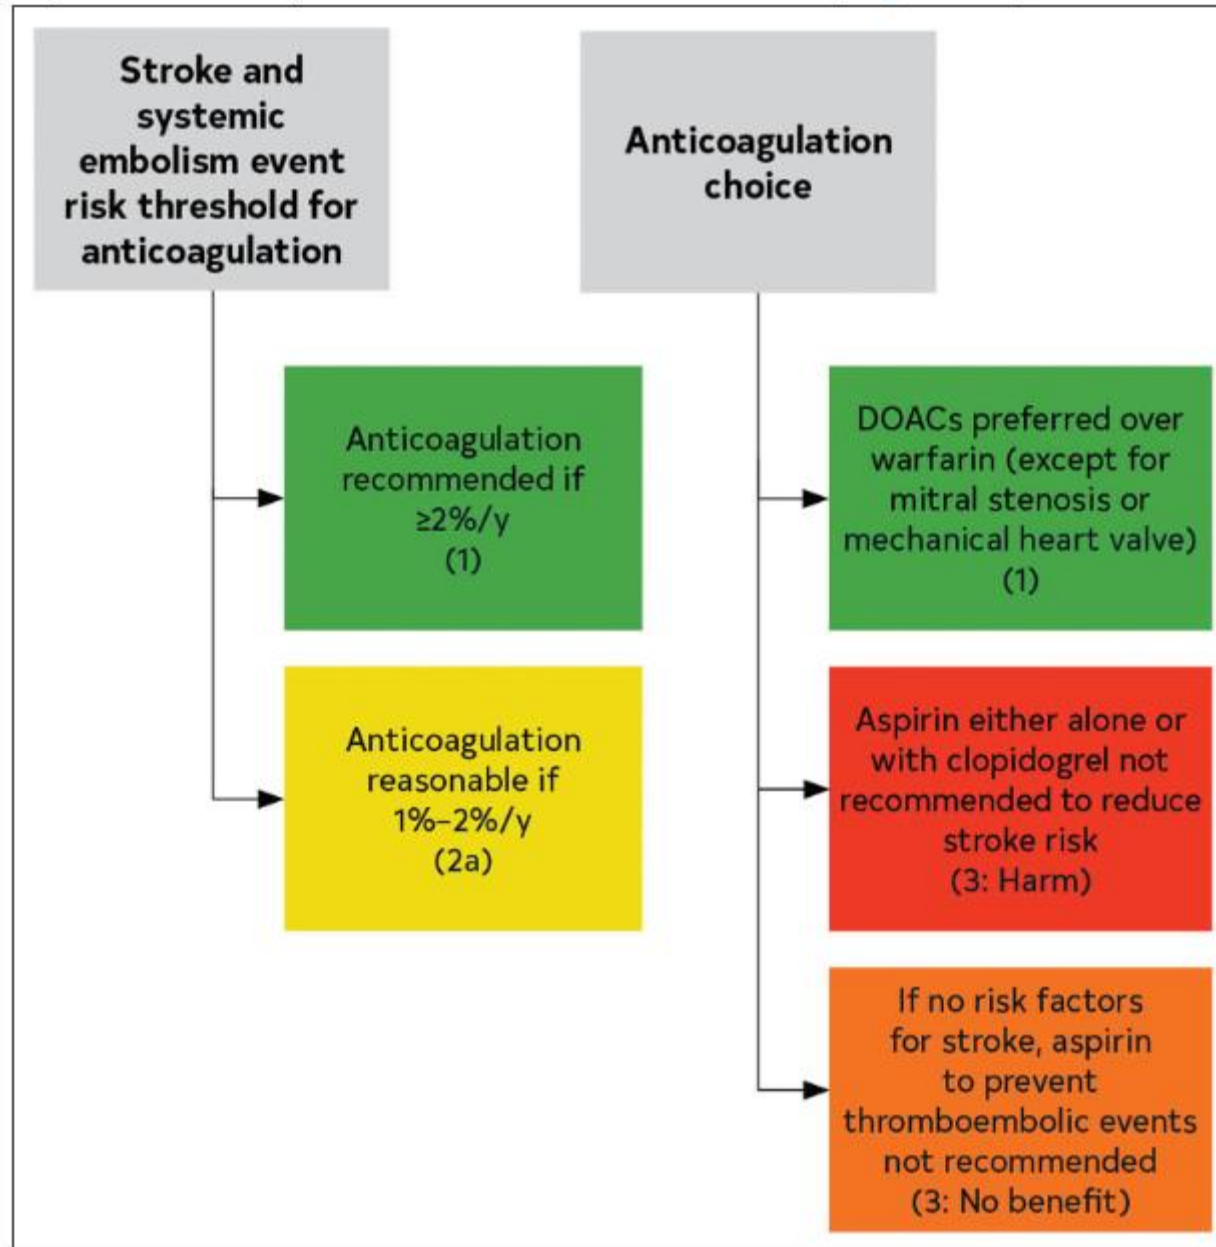 Stroke and
systemic
embolism event
risk threshold for
anticoagulation
Anticoagulation
recommended if
≥2%/y
(1)
Anticoagulation
reasonable if
1%–2%/y
(2a)
Anticoagulation
choice
DOACs preferred over
warfarin (except for
mitral stenosis or
mechanical heart valve)
(1)
Aspirin either alone or
with clopidogrel not
recommended to reduce
stroke risk
(3: Harm)
If no risk factors
for stroke, aspirin
to prevent
thromboembolic events
not recommended
(3: No benefit)